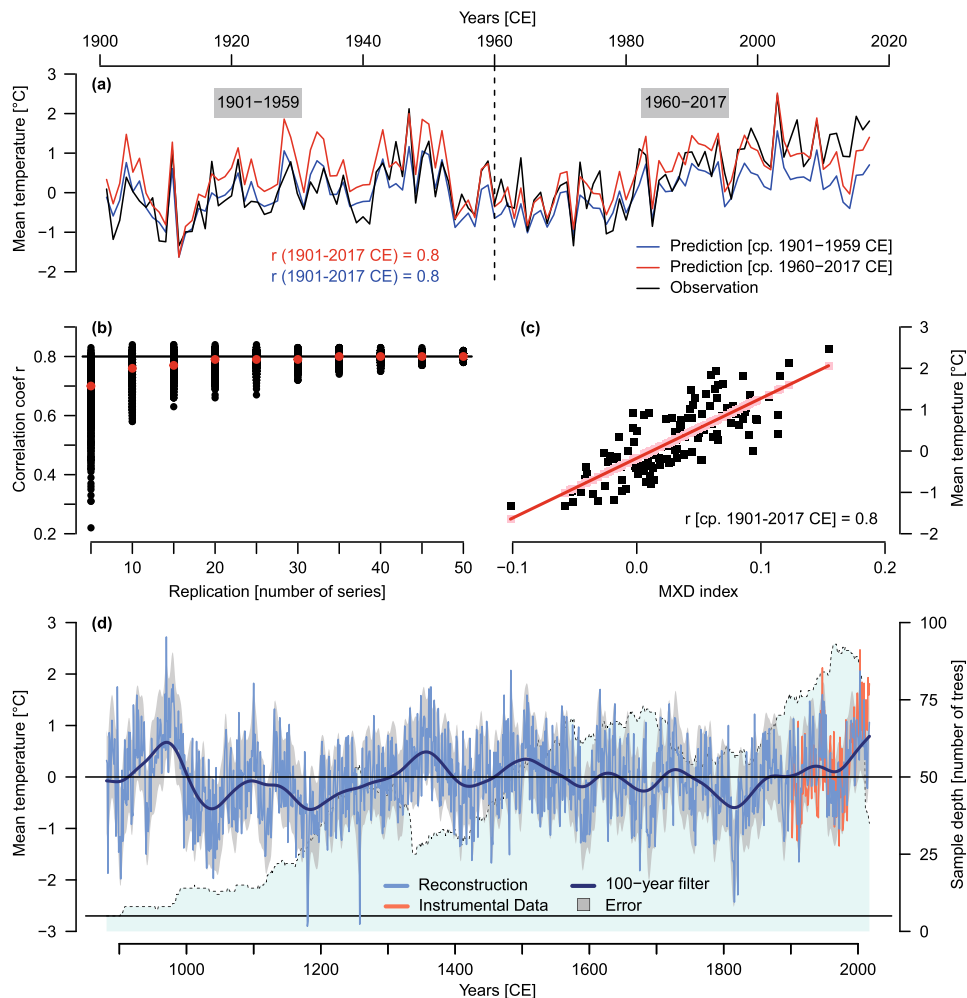 Years [CE]
1900 1920 1940 1960 1980 2000 2020
(a)
Mean temperature [°C]
3
2
1
0
−1
−2
1901−1959
1960−2017
r (1901-2017 CE) = 0.8
r (1901-2017 CE) = 0.8
Prediction [cp. 1901−1959 CE]
Prediction [cp. 1960−2017 CE]
Observation
(b)
Correlation coef r
0.8
0.6
0.4
0.2
10 20 30 40 50
Replication [number of series]
(c)
3
2
1
0
−1
−2
Mean temperture [°C]
r [cp. 1901-2017 CE] = 0.8
−0.1 0.0 0.1 0.2
MXD index
(d)
Mean temperature [°C]
3
2
1
0
−1
−2
−3
100
75
50
25
0
Sample depth [number of trees]
Reconstruction
100−year filter
Instrumental Data
Error
1000 1200 1400 1600 1800 2000
Years [CE]